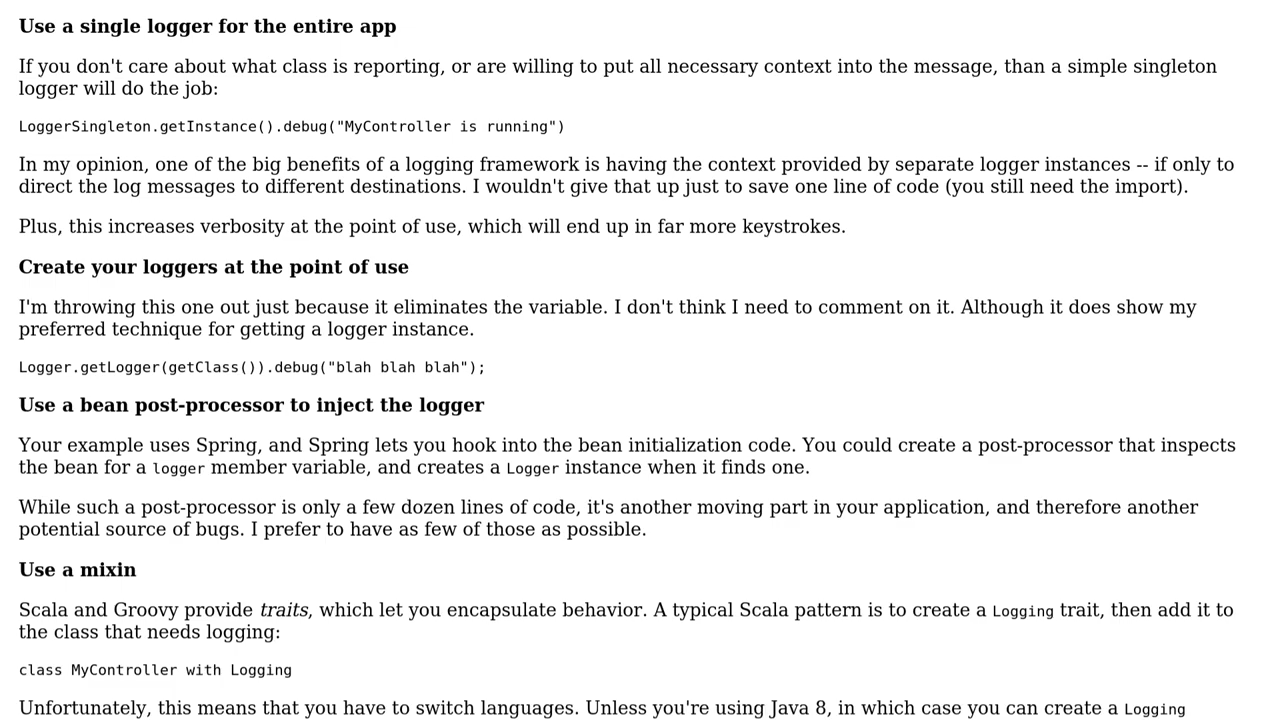 Use a single logger for the entire app
If you don't care about what class is reporting, or are willing to put all necessary context into the message, than a simple singleton
logger will do the job:
LoggerSingleton.getInstance().debug("MyController is running")
In my opinion, one of the big benefits of a logging framework is having the context provided by separate logger instances -- if only to
direct the log messages to different destinations. I wouldn't give that up just to save one line of code (you still need the import).
Plus, this increases verbosity at the point of use, which will end up in far more keystrokes.
Create your loggers at the point of use
I'm throwing this one out just because it eliminates the variable. I don't think I need to comment on it. Although it does show my
preferred technique for getting a logger instance.
Logger.getLogger(getClass()).debug("blah blah blah");
Use a bean post-processor to inject the logger
Your example uses Spring, and Spring lets you hook into the bean initialization code. You could create a post-processor that inspects
the bean for a logger member variable, and creates a Logger instance when it finds one.
While such a post-processor is only a few dozen lines of code, it's another moving part in your application, and therefore another
potential source of bugs. I prefer to have as few of those as possible.
Use a mixin
Scala and Groovy provide traits, which let you encapsulate behavior. A typical Scala pattern is to create a Logging trait, then add it to
the class that needs logging:
class MyController with Logging
Unfortunately, this means that you have to switch languages. Unless you're using Java 8, in which case you can create a Logging